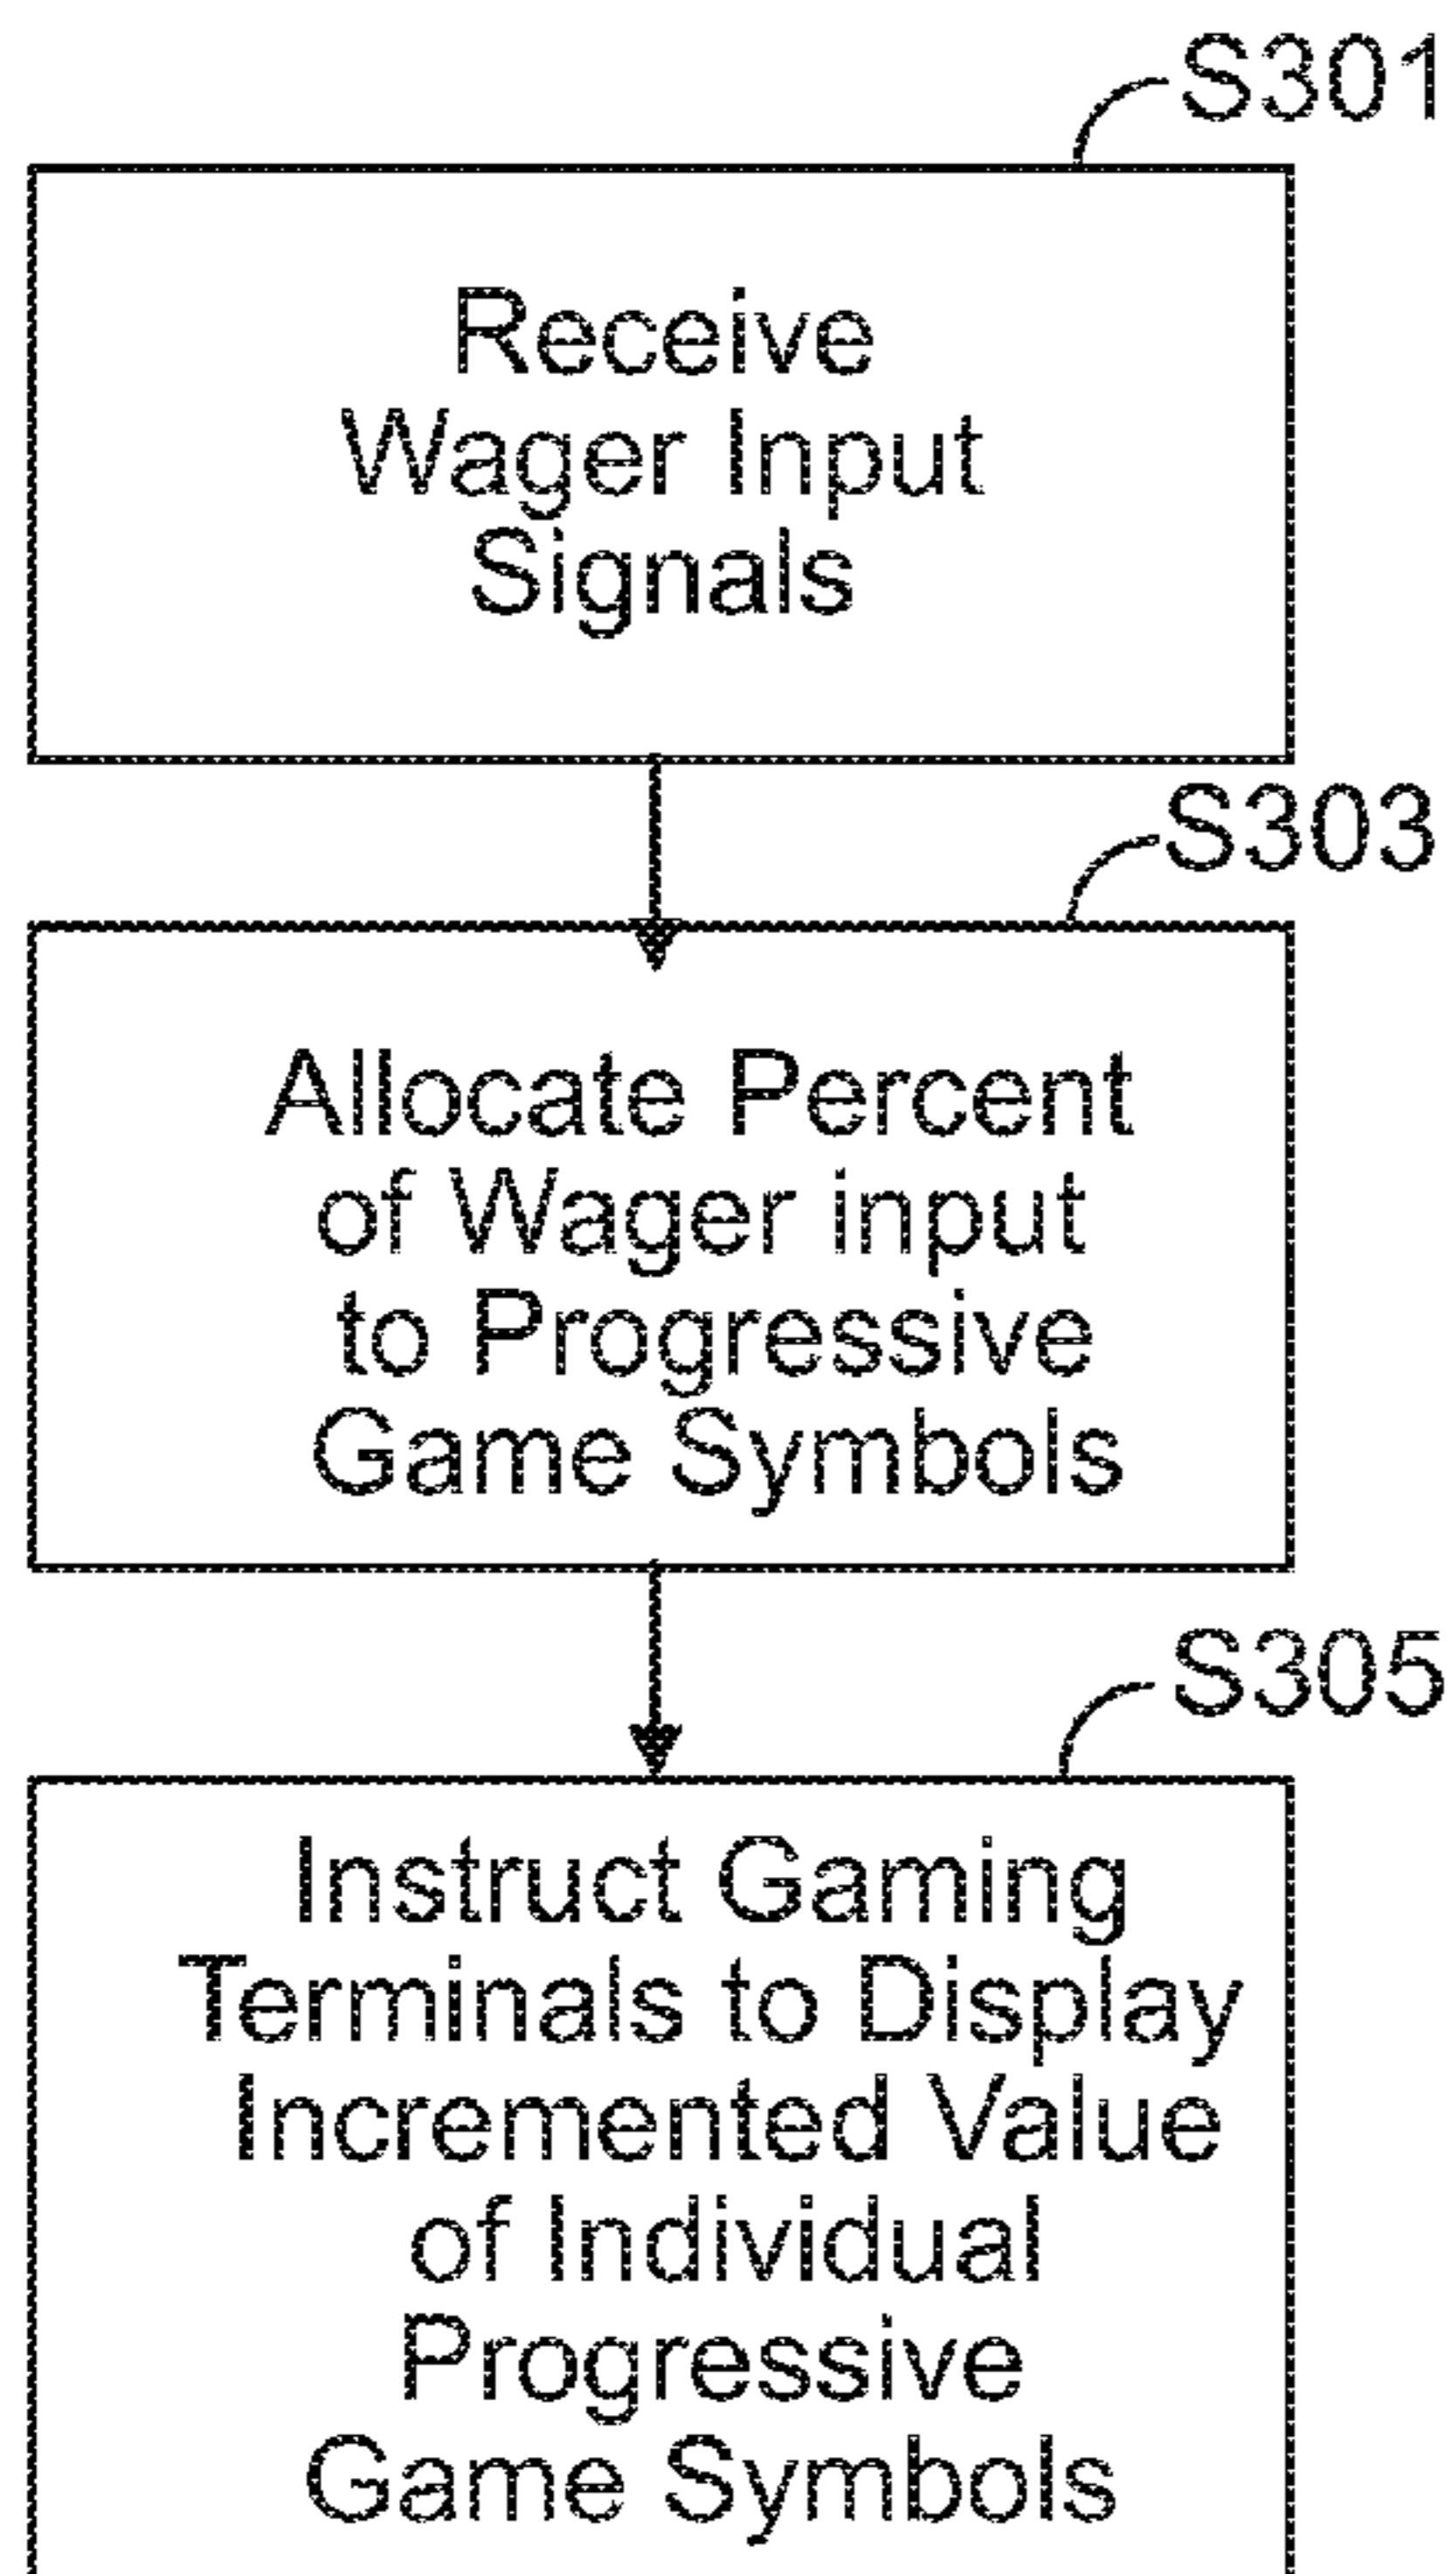 S301
Receive
Wager Input
Signals
S303
Allocate Percent
of Wager input
to Progressive
Game Symbols
S305
Instruct Gaming
Terminals to Display
Incremented Value
of Individual
Progressive
Game Symbols